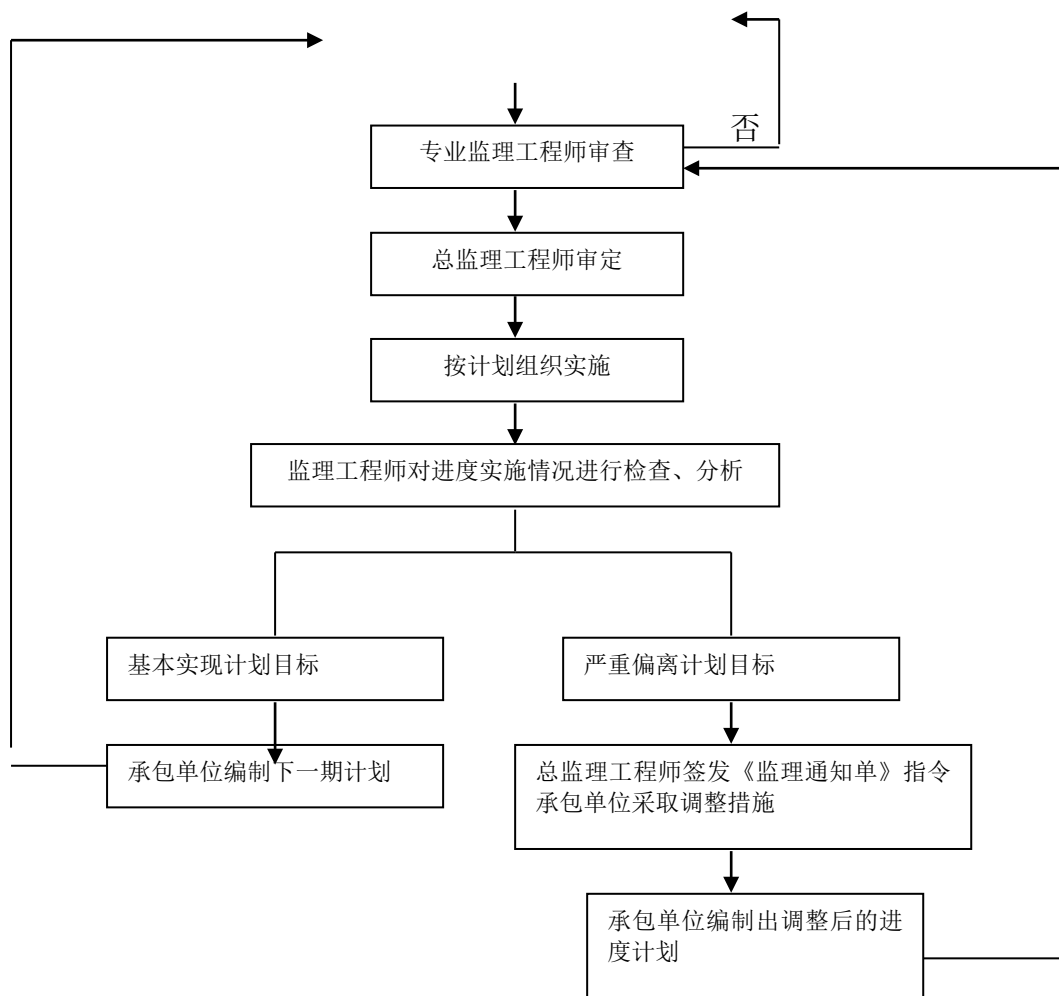 否
专业监理工程师审查
总监理工程师审定
按计划组织实施
监理工程师对进度实施情况进行检查、分析
基本实现计划目标
严重偏离计划目标
承包单位编制下一期计划
总监理工程师签发《监理通知单》指令
承包单位采取调整措施
承包单位编制出调整后的进
度计划